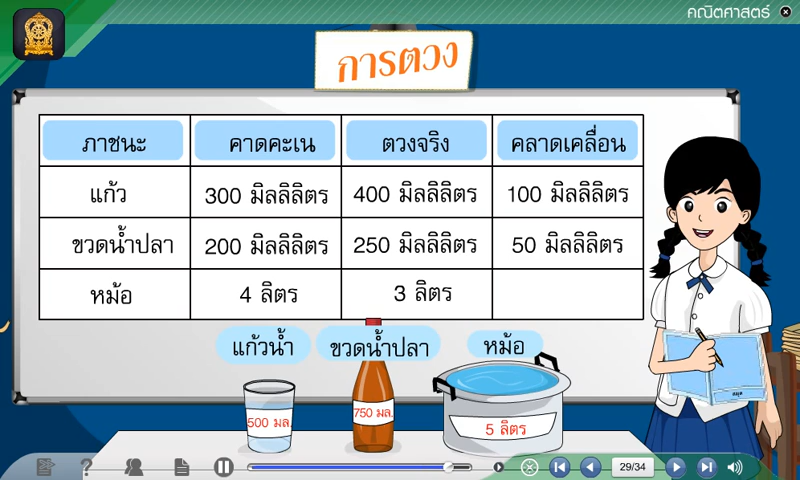 คณิตศาสตร์
การตวง
ภาชนะ คาดคะเน ตวงจริง คลาดเคลื่อน
แก้ว 300 มิลลิลิตร 400 มิลลิลิตร 100 มิลลิลิตร
ขวดน้ำปลา 200 มิลลิลิตร 250 มิลลิลิตร 50 มิลลิลิตร
หม้อ 4 ลิตร 3 ลิตร
แก้วน้ำ ขวดน้ำปลา หม้อ
500 มล. 750 มล. 5 ลิตร
สมุด
29/34